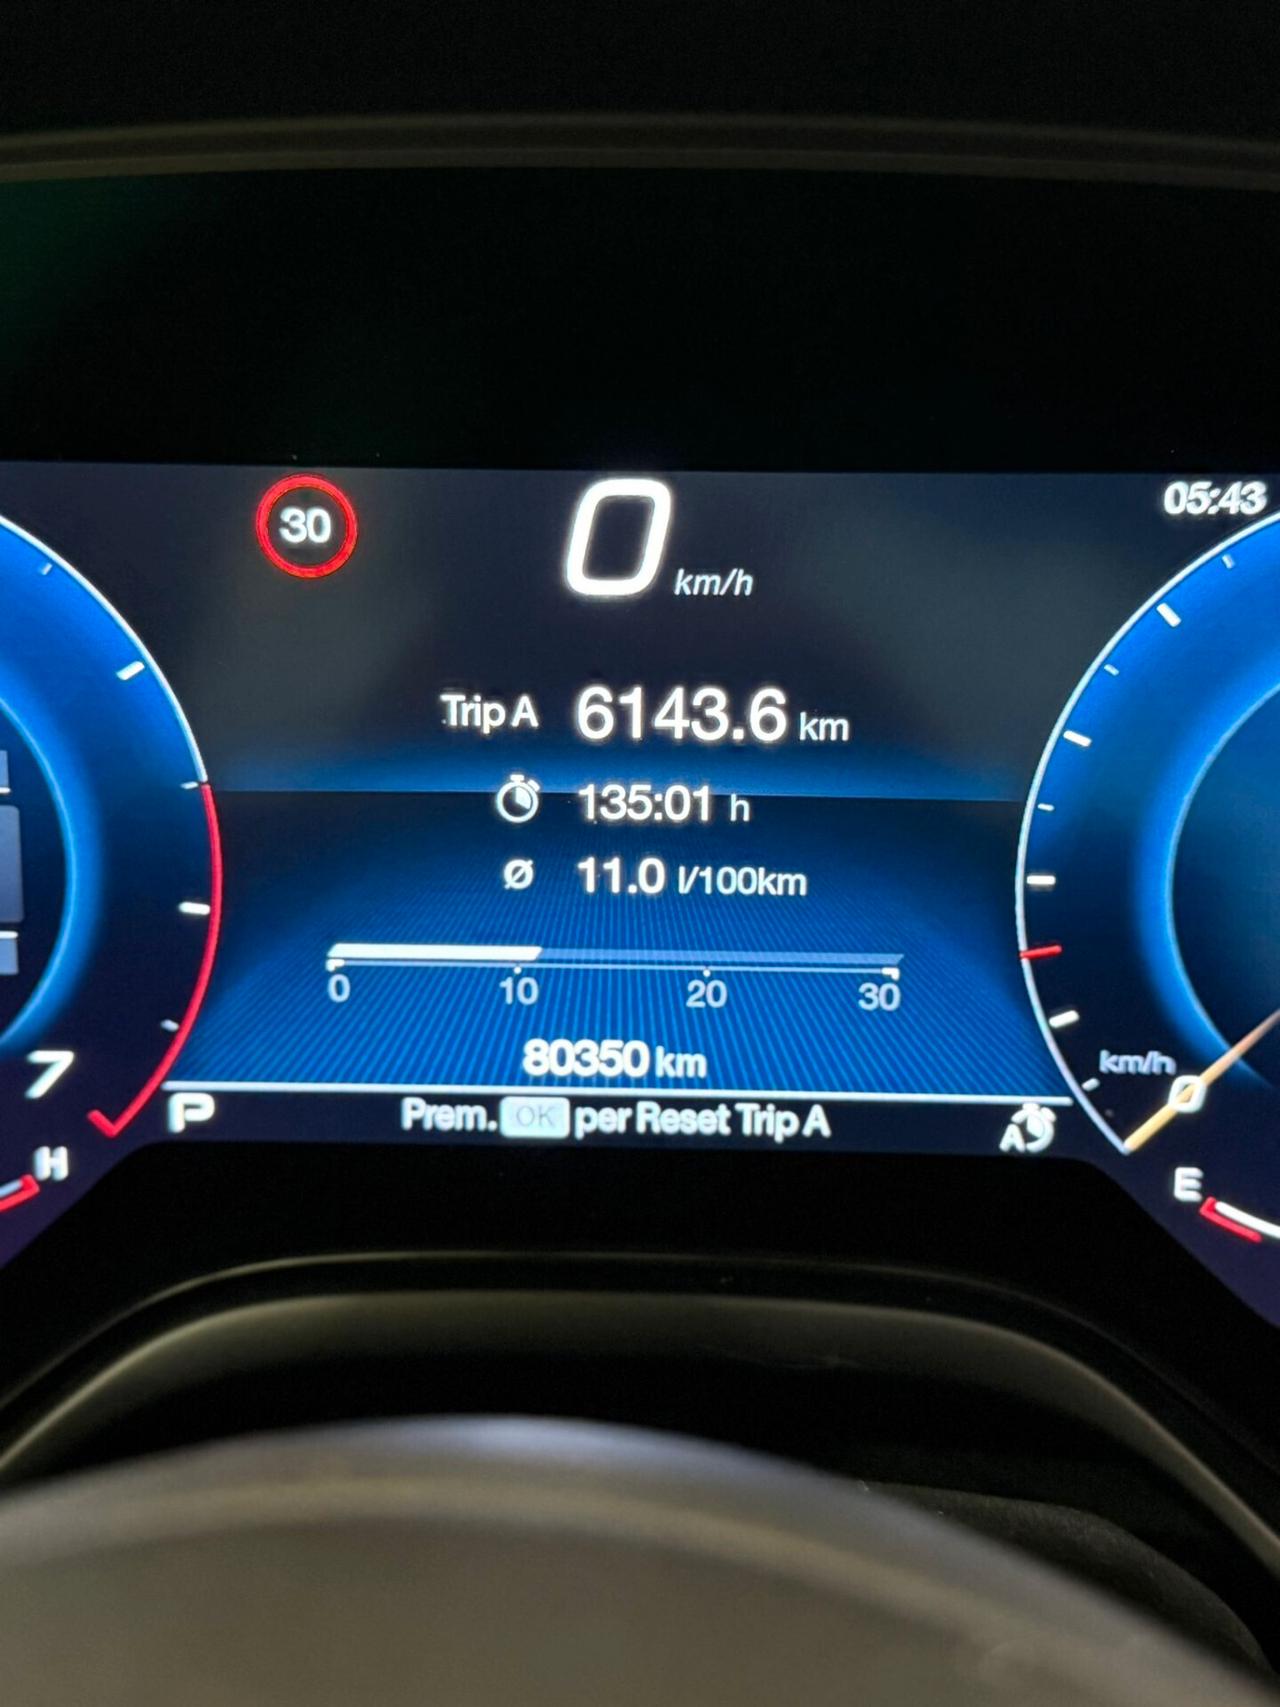 30
0 km/h
05:43
Trip A 6143.6 km
135:01 h
ø 11.0 l/100km
0 10 20 30
80350 km
7
km/h
0
P
Prem. OK per Reset Trip A
A
H
E